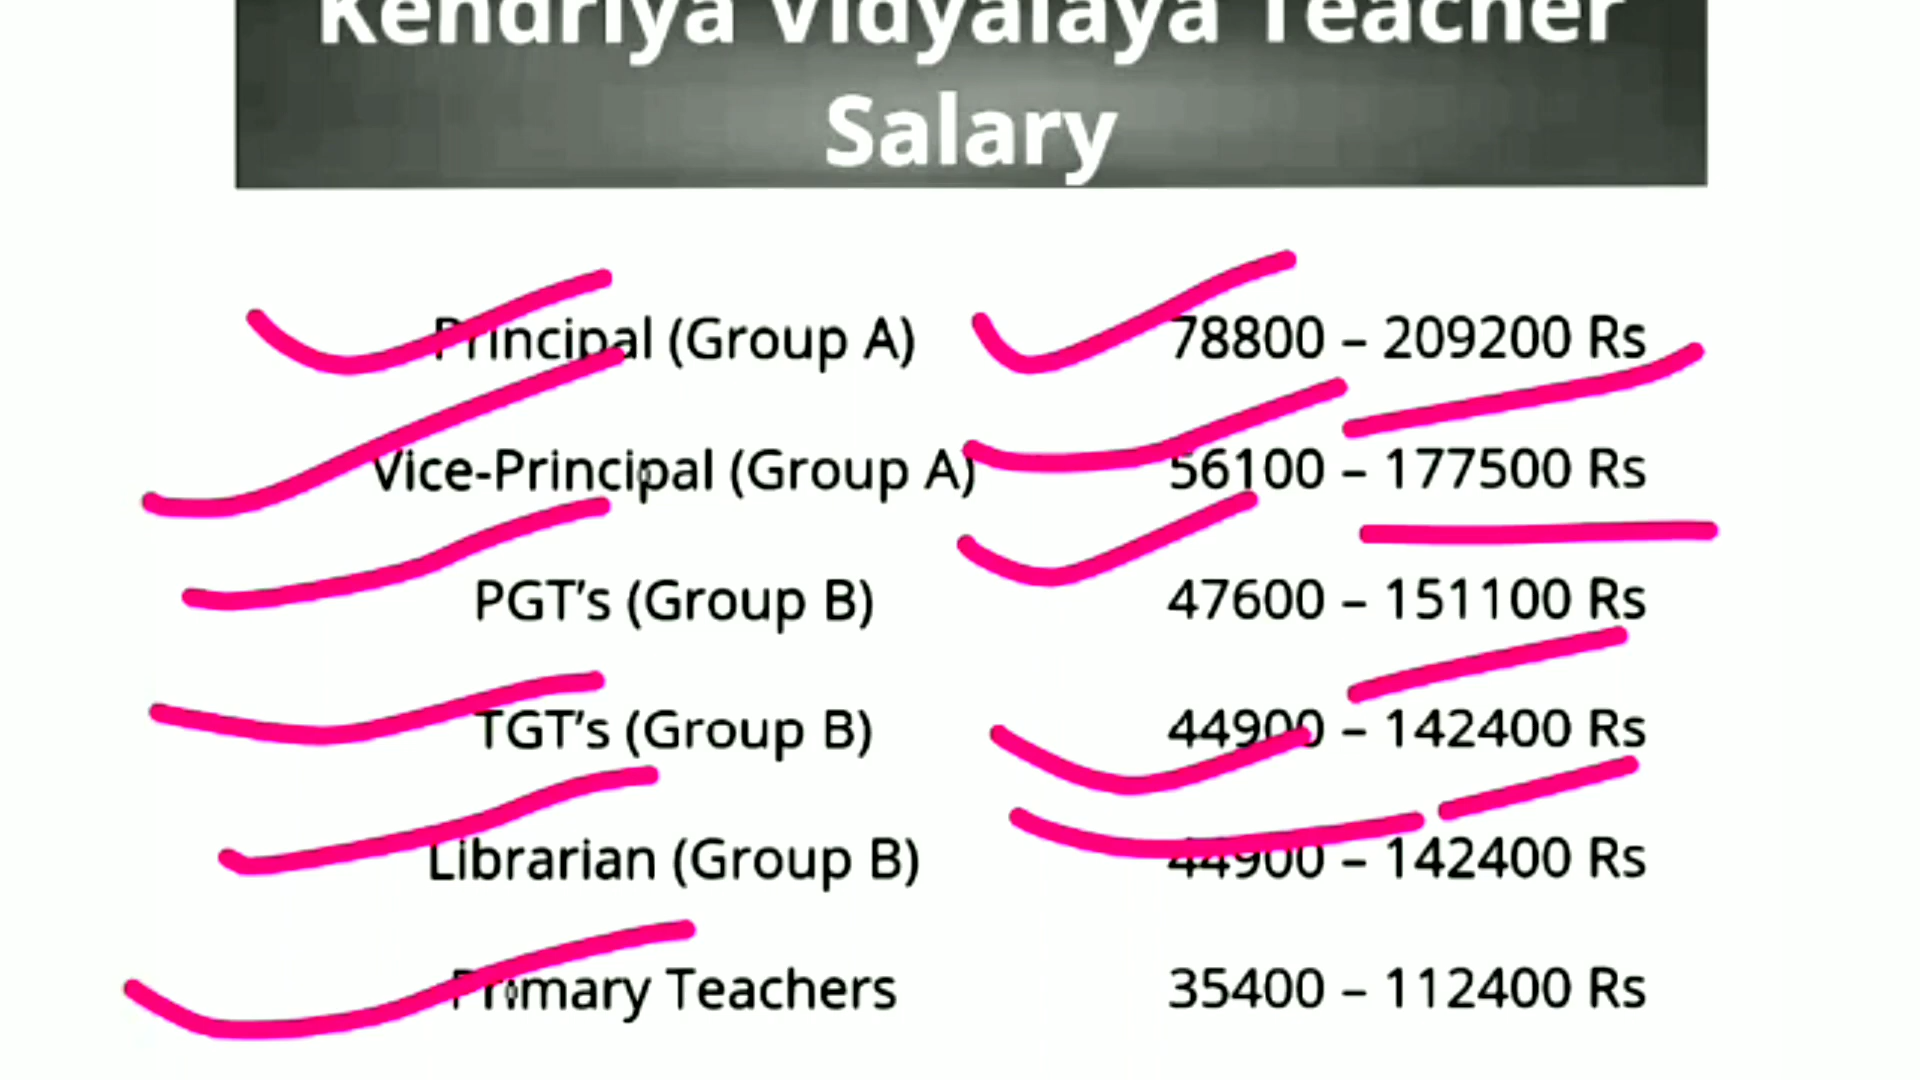 Kendriya Vidyalaya Teacher
Salary
Principal (Group A) 78800 – 209200 Rs
Vice-Principal (Group A) 56100 – 177500 Rs
PGT’s (Group B) 47600 – 151100 Rs
TGT’s (Group B) 44900 – 142400 Rs
Librarian (Group B) 44900 – 142400 Rs
Primary Teachers 35400 – 112400 Rs